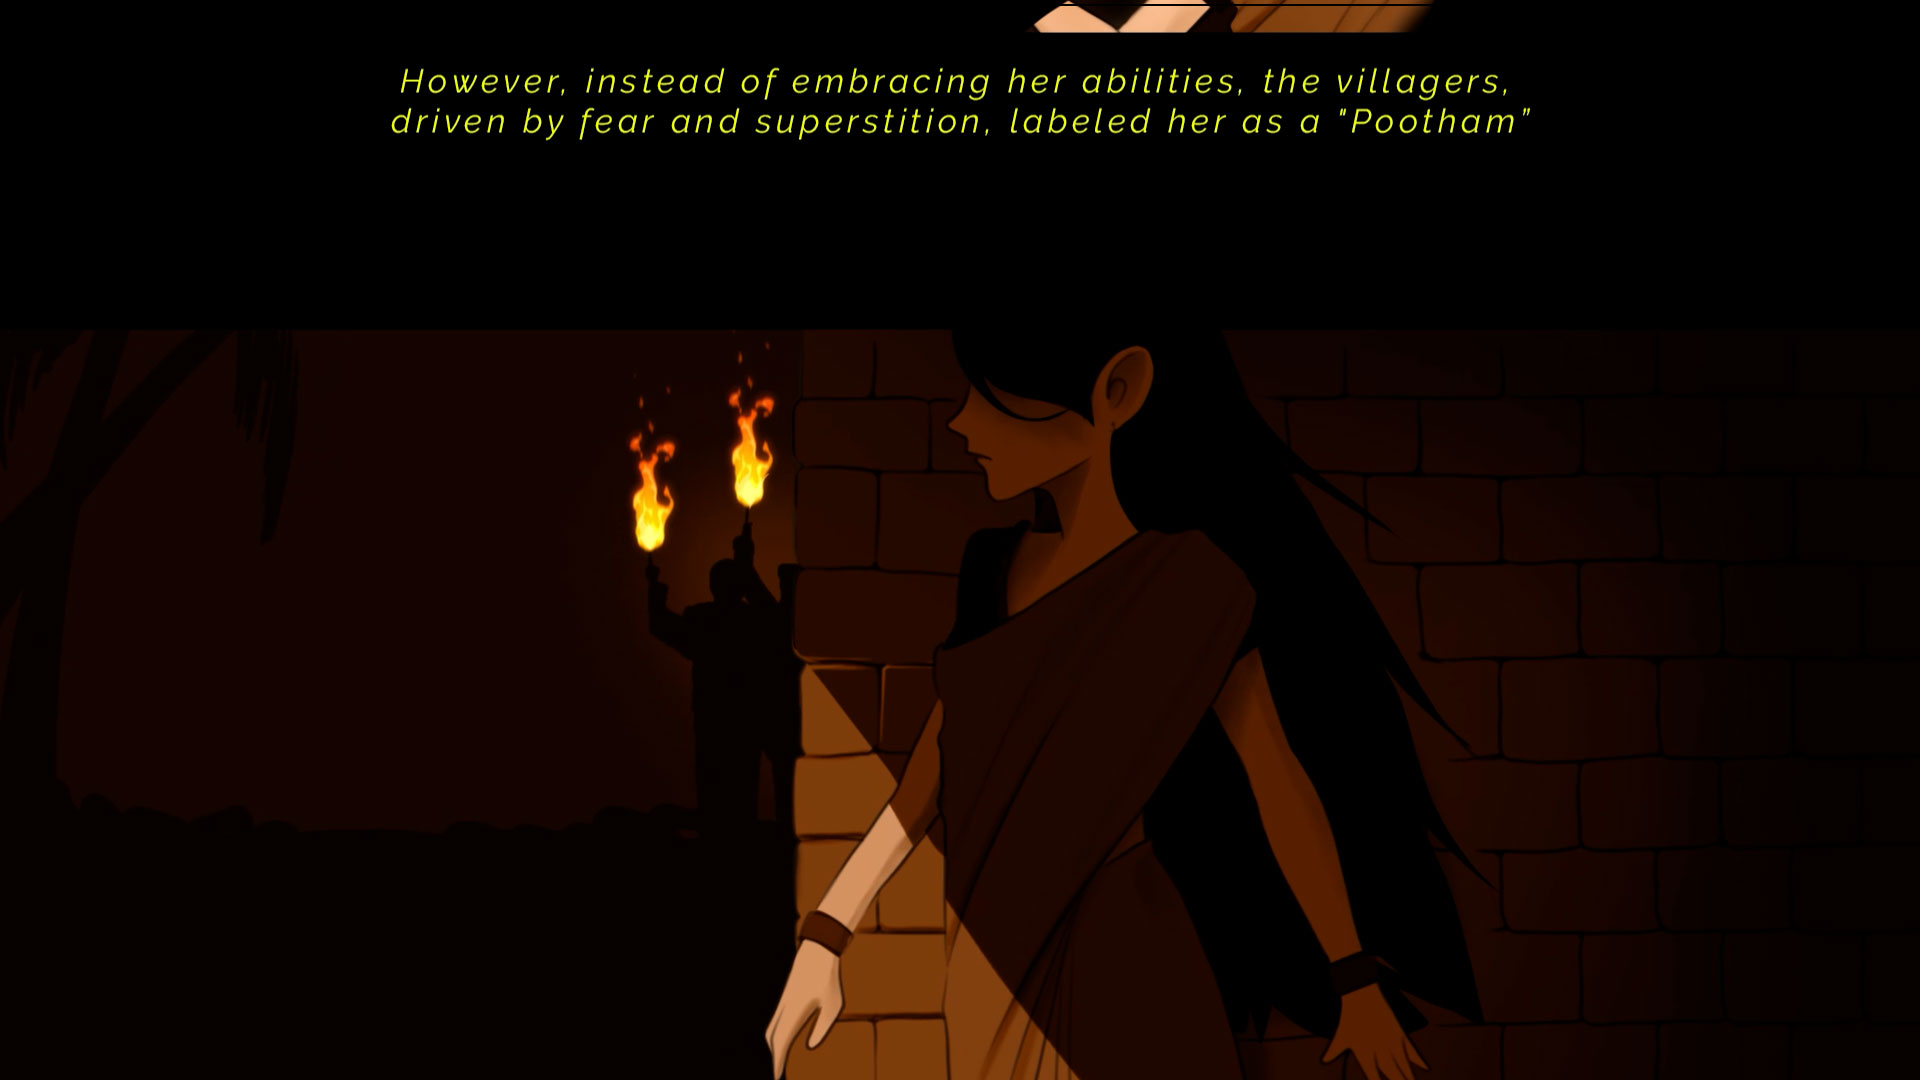 However, instead of embracing her abilities, the villagers,
driven by fear and superstition, labeled her as a "Pootham"